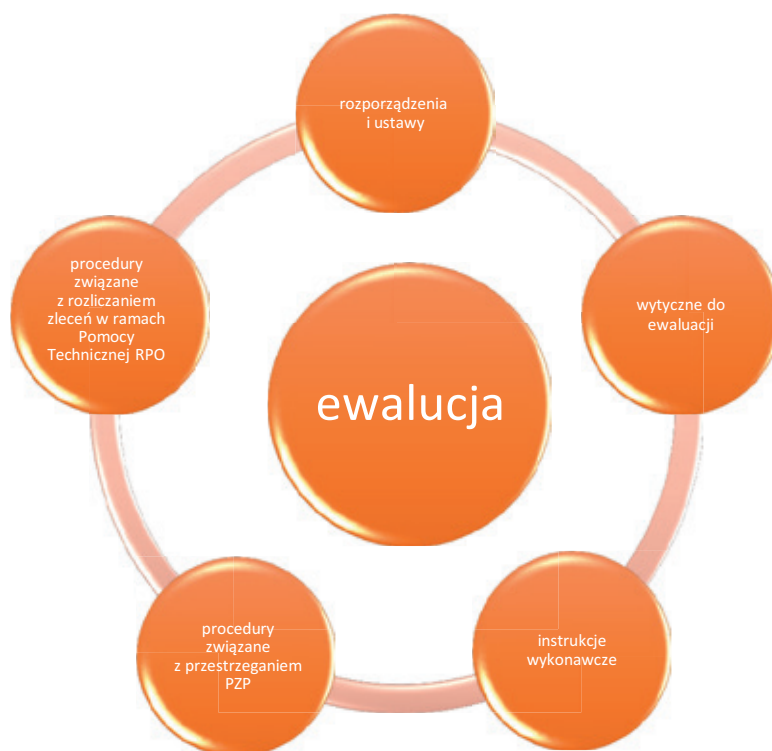 rozporządzenia
i ustawy
wytyczne do
ewaluacji
instrukcje
wykonawcze
procedury
związane
z przestrzeganiem
PZP
procedury
związane
z rozliczaniem
zleceń w ramach
Pomocy
Technicznej RPO
ewalucja